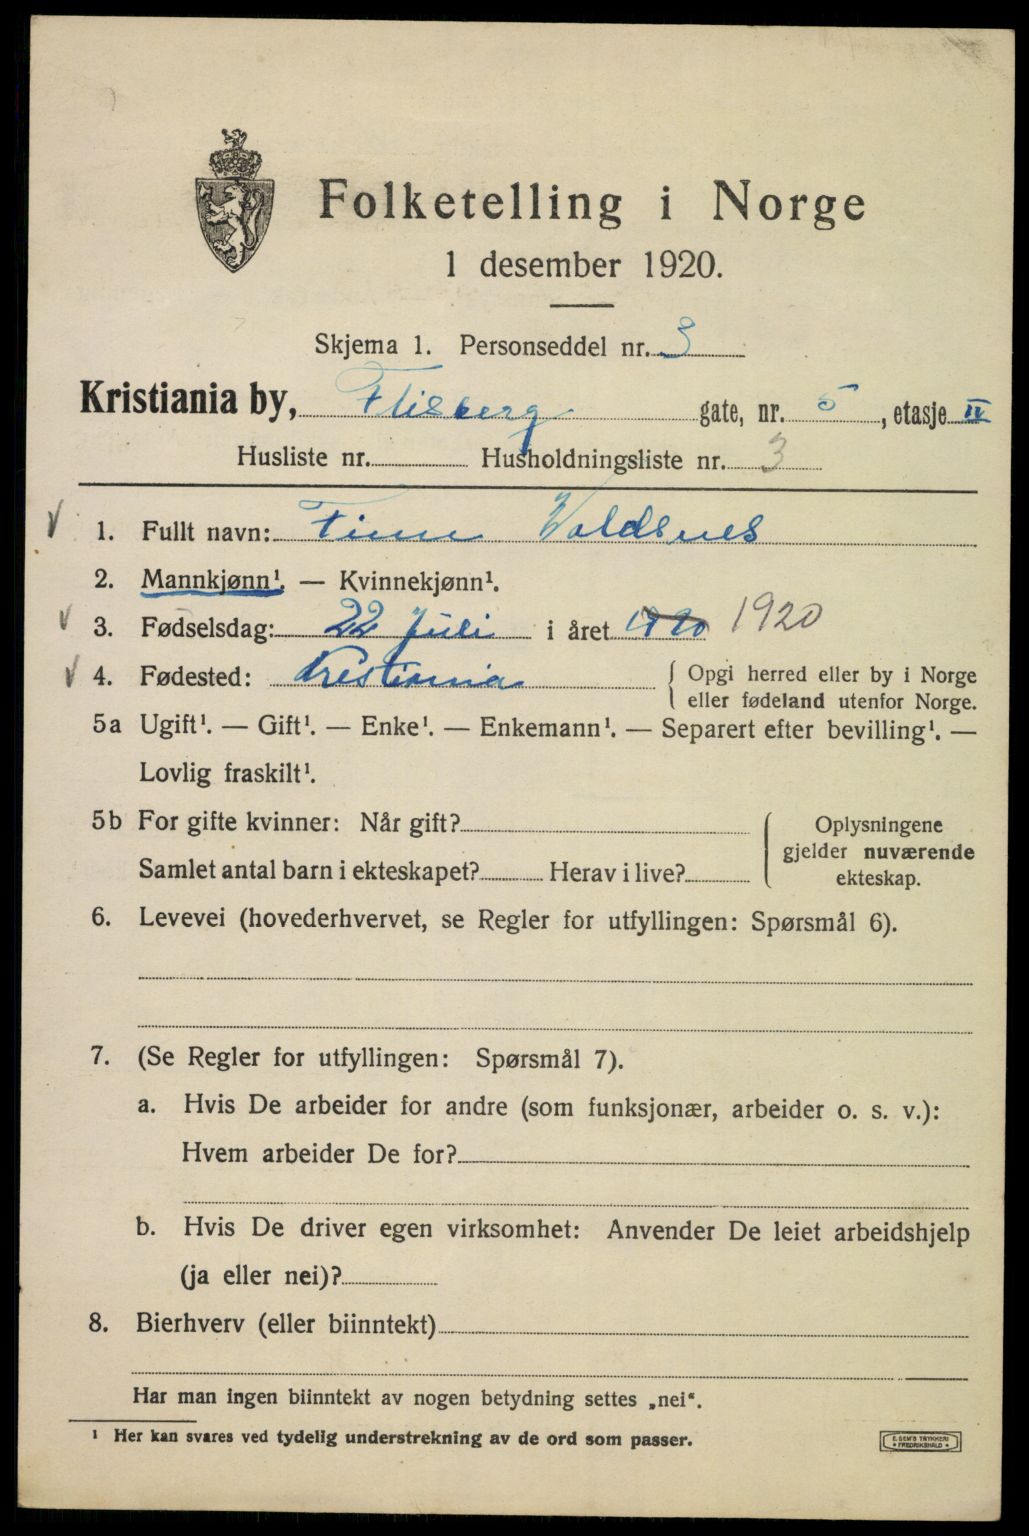 Folketelling i Norge
1 desember 1920.
Skjema 1. Personseddel nr. 3
Kristiania by, Flisberg gate, nr. 5, etasje IV
Husliste nr. Husholdningsliste nr. 3
1. Fullt navn: Finn Woldsnes
2. Mannkjønn¹. — Kvinnekjønn¹.
3. Fødselsdag: 22 Juli i året 1920 1920
4. Fødested: Kristiania { Opgi herred eller by i Norge
eller fødeland utenfor Norge.
5a Ugift¹. — Gift¹. — Enke¹. — Enkemann¹. — Separert efter bevilling¹. —
Lovlig fraskilt¹.
5b For gifte kvinner: Når gift? { Oplysningene
gjelder nuværende
Samlet antal barn i ekteskapet? Herav i live?
ekteskap.
6. Levevei (hovederhvervet, se Regler for utfyllingen: Spørsmål 6).
7. (Se Regler for utfyllingen: Spørsmål 7).
a. Hvis De arbeider for andre (som funksjonær, arbeider o. s. v.):
Hvem arbeider De for?
b. Hvis De driver egen virksomhet: Anvender De leiet arbeidshjelp
(ja eller nei)?
8. Bierhverv (eller biinntekt)
Har man ingen biinntekt av nogen betydning settes „nei“.
¹ Her kan svares ved tydelig understrekning av de ord som passer.
E. SEM'S TRYKKERI
* FREDRIKSHALD *